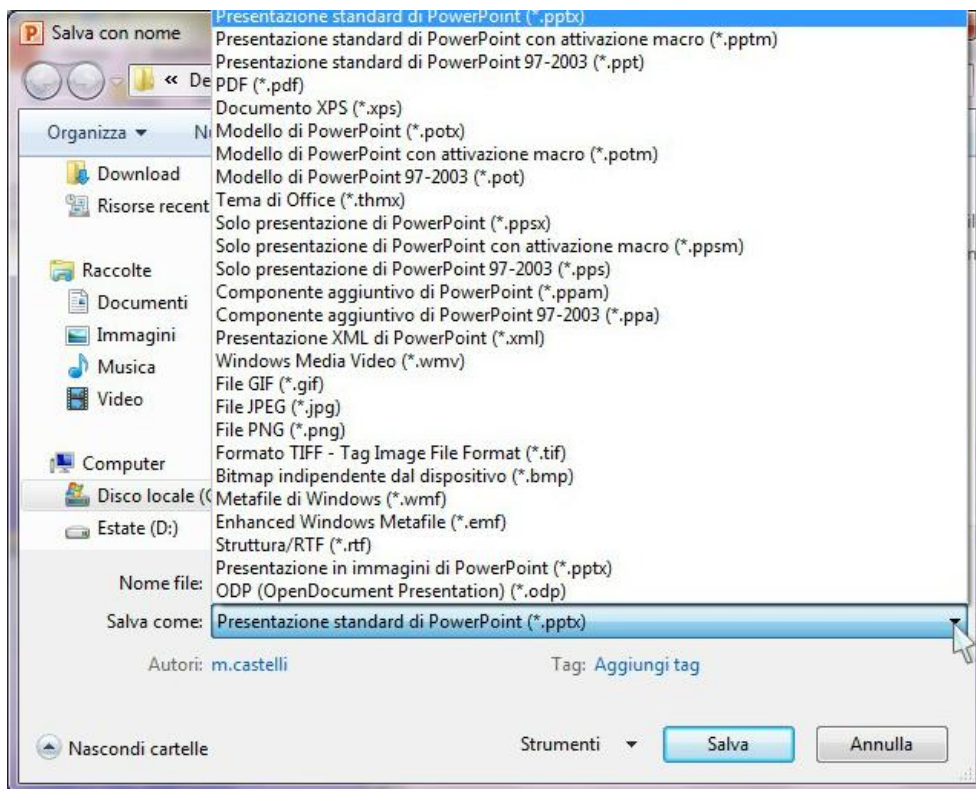 Salva con nome
« De
Organizza
Download
Risorse recent
Raccolte
Documenti
Immagini
Musica
Video
Computer
Disco locale (
Estate (D:)
Presentazione standard di PowerPoint (*.pptx)
Presentazione standard di PowerPoint con attivazione macro (*.pptm)
Presentazione standard di PowerPoint 97-2003 (*.ppt)
PDF (*.pdf)
Documento XPS (*.xps)
Modello di PowerPoint (*.potx)
Modello di PowerPoint con attivazione macro (*.potm)
Modello di PowerPoint 97-2003 (*.pot)
Tema di Office (*.thmx)
Solo presentazione di PowerPoint (*.ppsx)
Solo presentazione di PowerPoint con attivazione macro (*.ppsm)
Solo presentazione di PowerPoint 97-2003 (*.pps)
Componente aggiuntivo di PowerPoint (*.ppam)
Componente aggiuntivo di PowerPoint 97-2003 (*.ppa)
Presentazione XML di PowerPoint (*.xml)
Windows Media Video (*.wmv)
File GIF (*.gif)
File JPEG (*.jpg)
File PNG (*.png)
Formato TIFF - Tag Image File Format (*.tif)
Bitmap indipendente dal dispositivo (*.bmp)
Metafile di Windows (*.wmf)
Enhanced Windows Metafile (*.emf)
Struttura/RTF (*.rtf)
Presentazione in immagini di PowerPoint (*.pptx)
ODP (OpenDocument Presentation) (*.odp)
Nome file:
Salva come: Presentazione standard di PowerPoint (*.pptx)
Autori: m.castelli Tag: Aggiungi tag
Nascondi cartelle Strumenti Salva Annulla